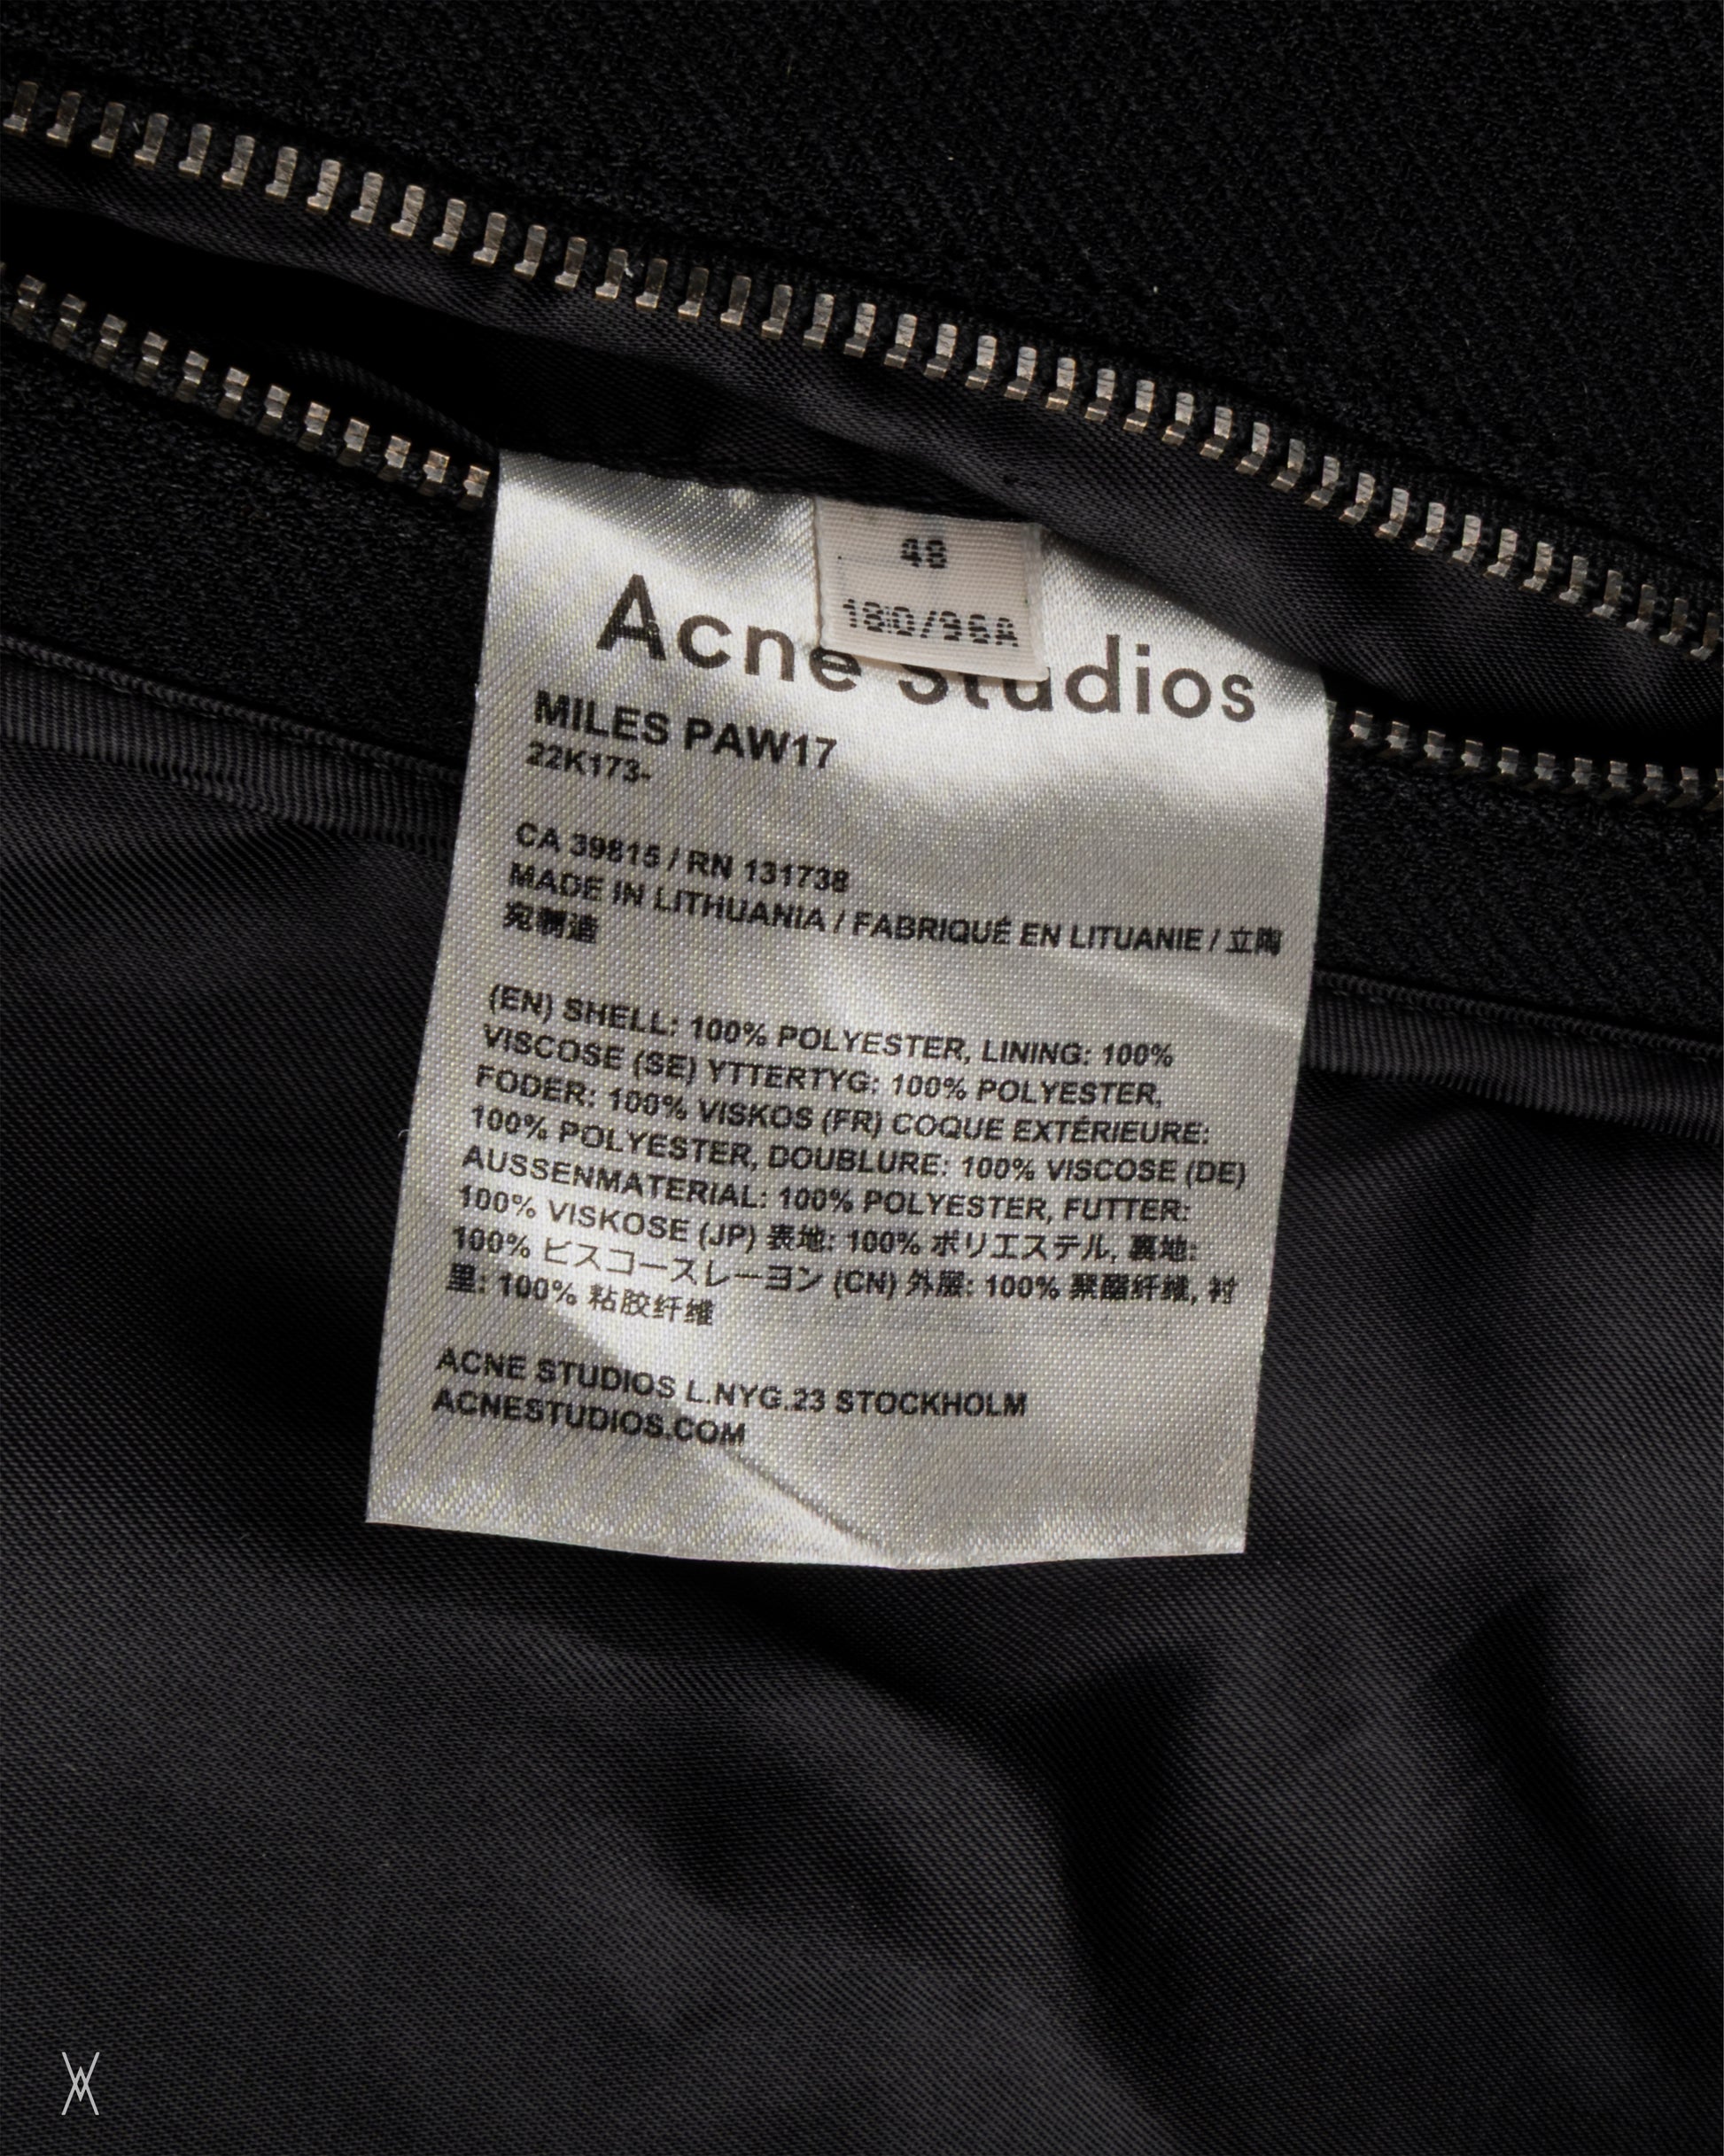 48
180/96A
Acne Studios
MILES PAW17
22K173-
CA 39815 / RN 131738
MADE IN LITHUANIA / FABRIQUÉ EN LITUANIE / 立陶
宛制造
(EN) SHELL: 100% POLYESTER, LINING: 100%
VISCOSE (SE) YTTERTYG: 100% POLYESTER,
FODER: 100% VISKOS (FR) COQUE EXTÉRIEURE:
100% POLYESTER, DOUBLURE: 100% VISCOSE (DE)
AUSSENMATERIAL: 100% POLYESTER, FUTTER:
100% VISKOSE (JP) 表地: 100% ポリエステル, 裏地:
100% ビスコースレーヨン (CN) 外层: 100% 聚酯纤维, 衬
里: 100% 粘胶纤维
ACNE STUDIOS L.NYG.23 STOCKHOLM
ACNESTUDIOS.COM